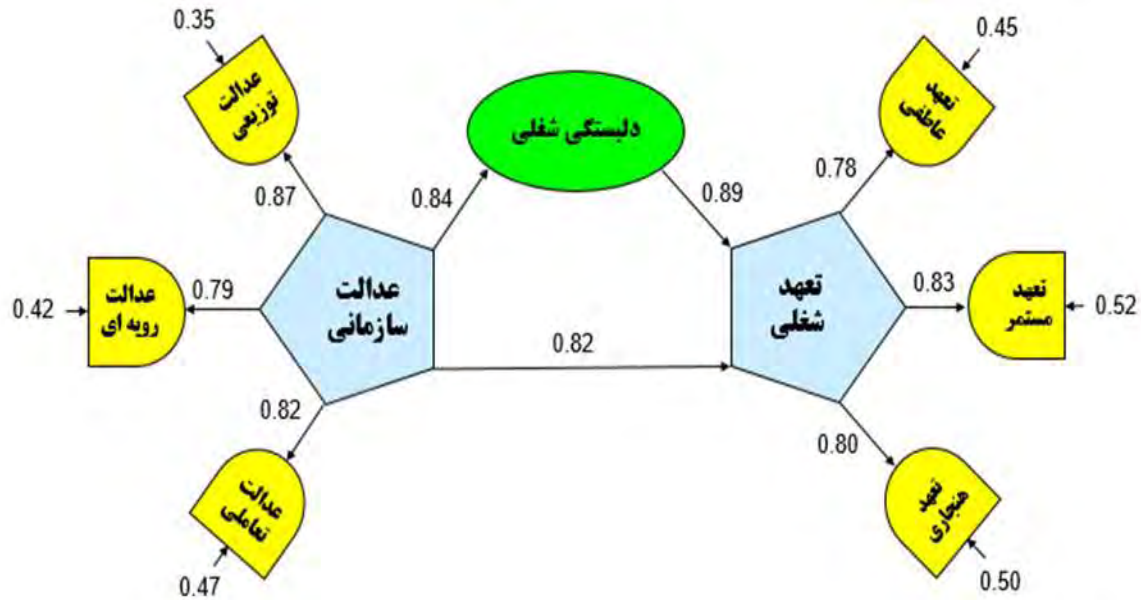 0.35
0.45
عدالت
توزیعی
دلبستگی شغلی
تعهد
عاطفی
0.87
0.84
0.89
0.78
0.42
عدالت
رویه ای
0.79
عدالت
سازمانی
تعهد
شغلی
0.83
تعهد
مستمر
0.52
0.82
0.82
0.80
عدالت
تعاملی
تعهد
هنجاری
0.47
0.50